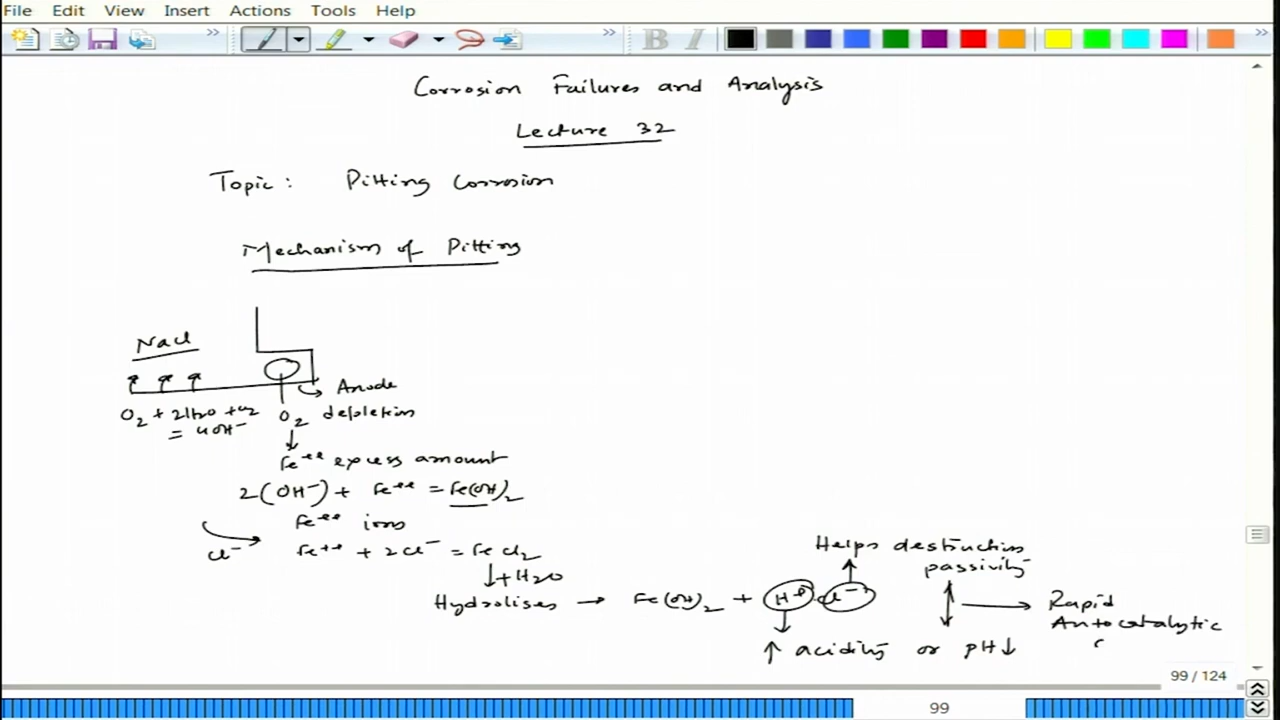 File Edit View Insert Actions Tools Help
Corrosion Failures and Analysis
Lecture 32
Topic: Pitting Corrosion
Mechanism of Pitting
NaCl
Anode
O2 + 2H2O + 4e = 4OH-
O2 depletion
Fe++ excess amount
2(OH-) + Fe++ = Fe(OH)2
Fe++ ions
Cl- Fe++ + 2Cl- = FeCl2
+ H2O
Helps destruction
passivity
Hydrolises → Fe(OH)2 + H+ Cl-
Rapid
Autocatalytic
↑ acidity or pH↓
99 / 124
99